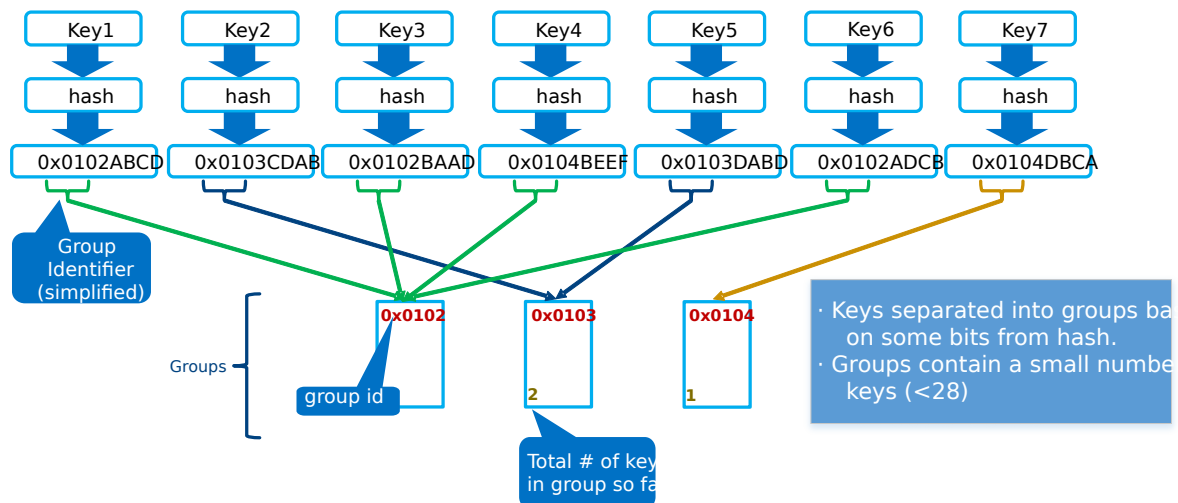 Key1
Key2
Key3
Key4
Key5
Key6
Key7
hash
hash
hash
hash
hash
hash
hash
0x0102ABCD
0x0103CDAB
0x0102BAAD
0x0104BEEF
0x0103DABD
0x0102ADCB
0x0104DBCA
Group
Identifier
(simplified)
0x0102
0x0103
0x0104
· Keys separated into groups ba
on some bits from hash.
· Groups contain a small numbe
keys (<28)
Groups
group id
2
1
Total # of key
in group so fa